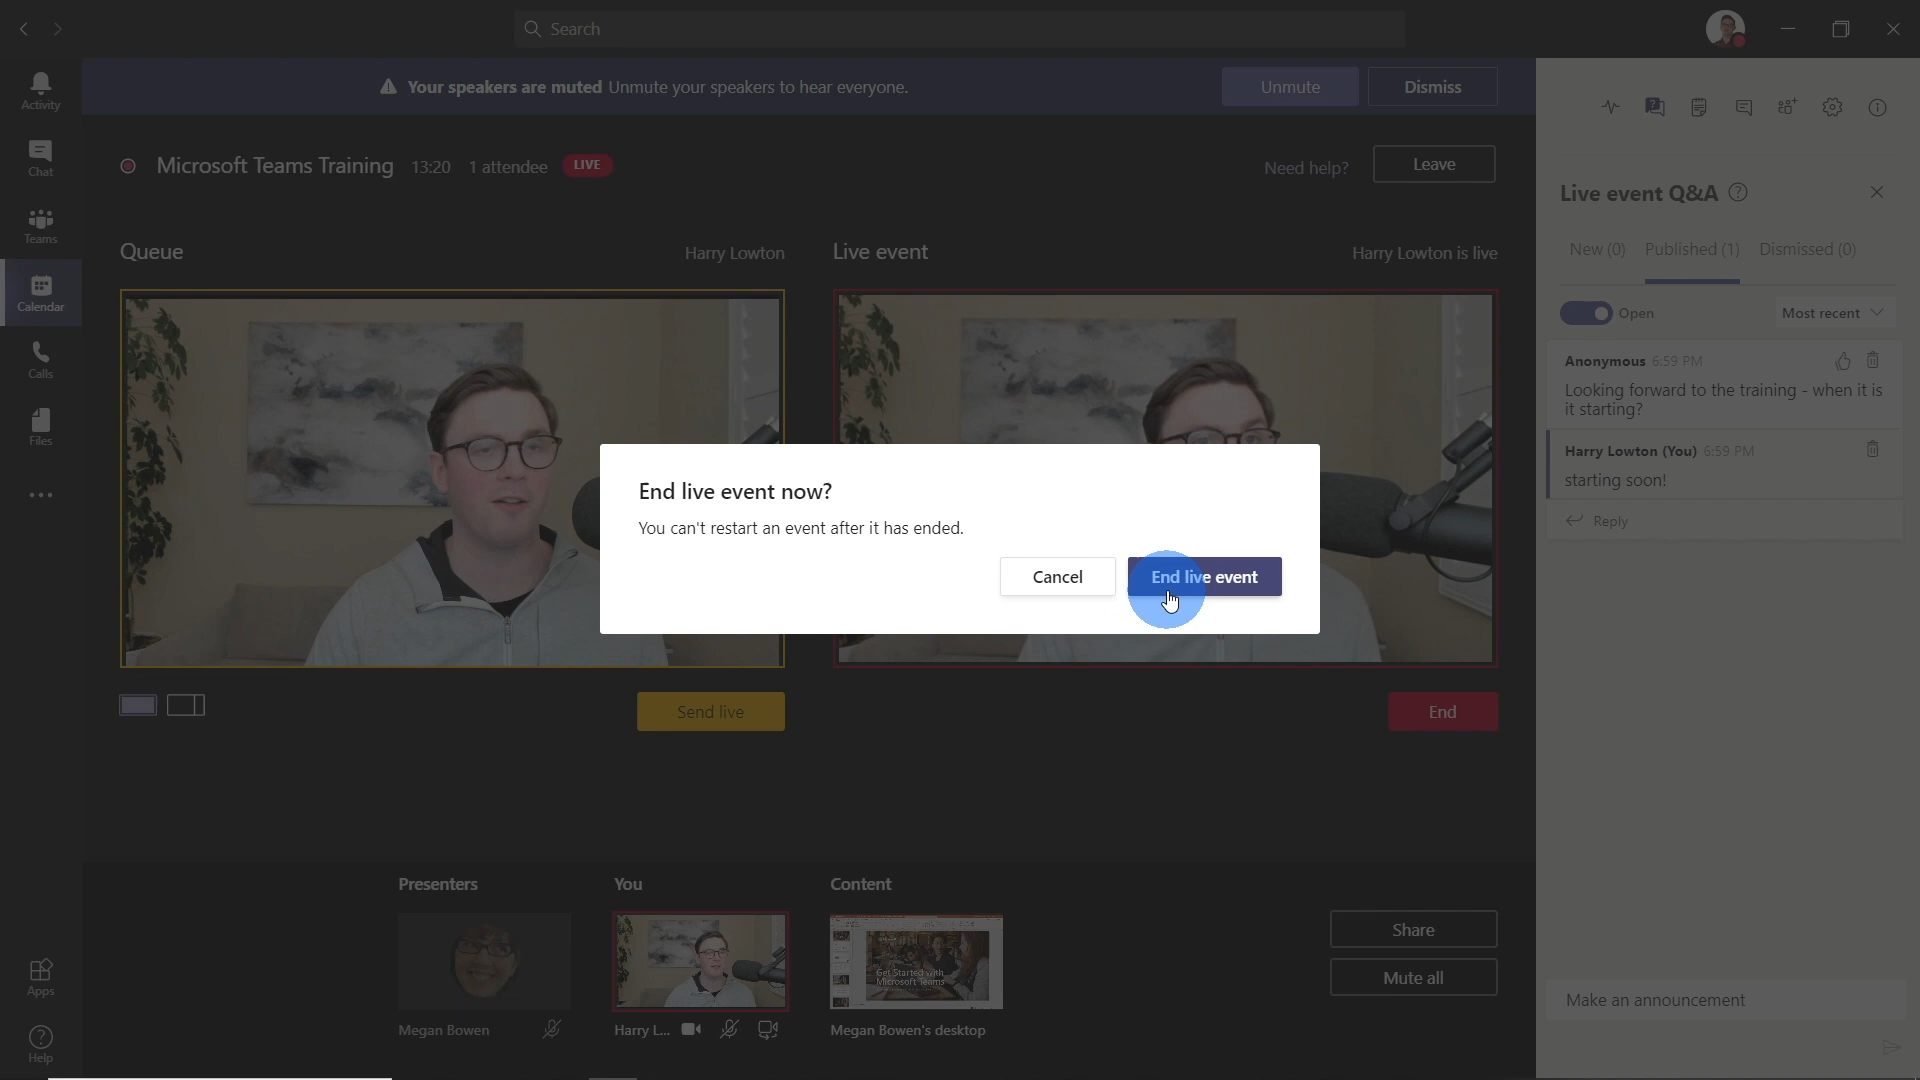 Search
Activity
Chat
Teams
Calendar
Calls
Files
Apps
Help
Your speakers are muted Unmute your speakers to hear everyone.
Unmute
Dismiss
Microsoft Teams Training 13:20 1 attendee LIVE
Need help?
Leave
Queue
Harry Lowton
Live event
Harry Lowton is live
End live event now?
You can't restart an event after it has ended.
Cancel
End live event
Send live
End
Presenters
You
Content
Get Started with
Microsoft Teams
Megan Bowen
Harry L...
Megan Bowen's desktop
Share
Mute all
Live event Q&A
New (0) Published (1) Dismissed (0)
Open
Most recent
Anonymous 6:59 PM
Looking forward to the training - when it is
it starting?
Harry Lowton (You) 6:59 PM
starting soon!
Reply
Make an announcement